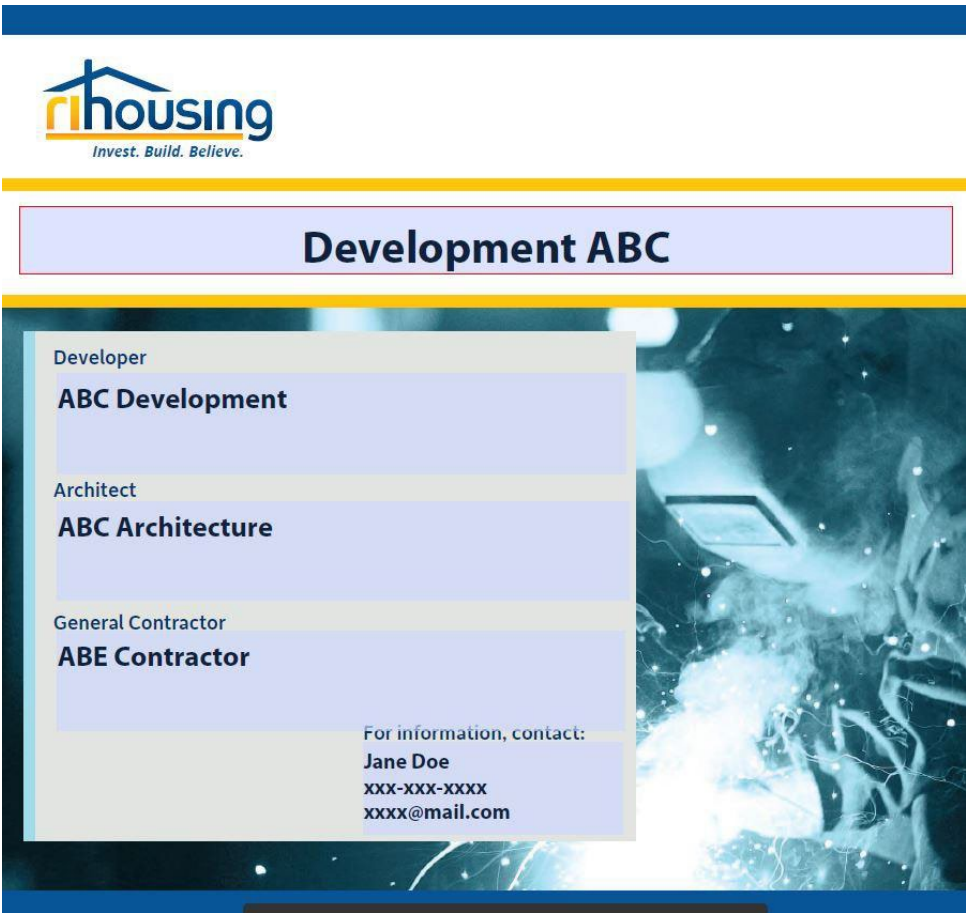 rihousing
Invest. Build. Believe.
Development ABC
Developer
ABC Development
Architect
ABC Architecture
General Contractor
ABE Contractor
For information, contact:
Jane Doe
xxx-xxx-xxxx
xxxx@mail.com